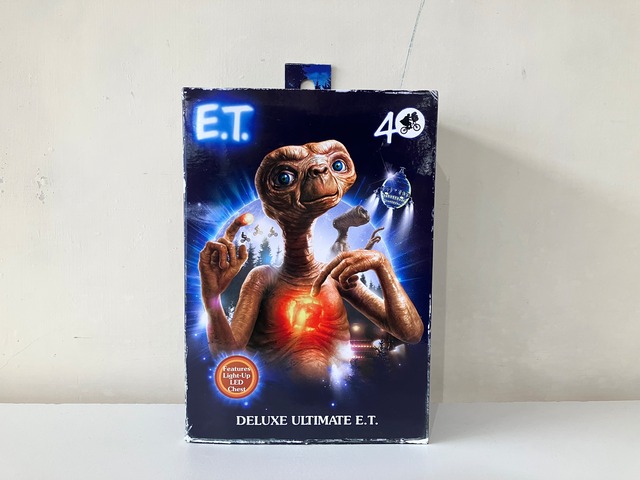 E.T.
40
Features
Light-Up
LED
Chest
DELUXE ULTIMATE E.T.